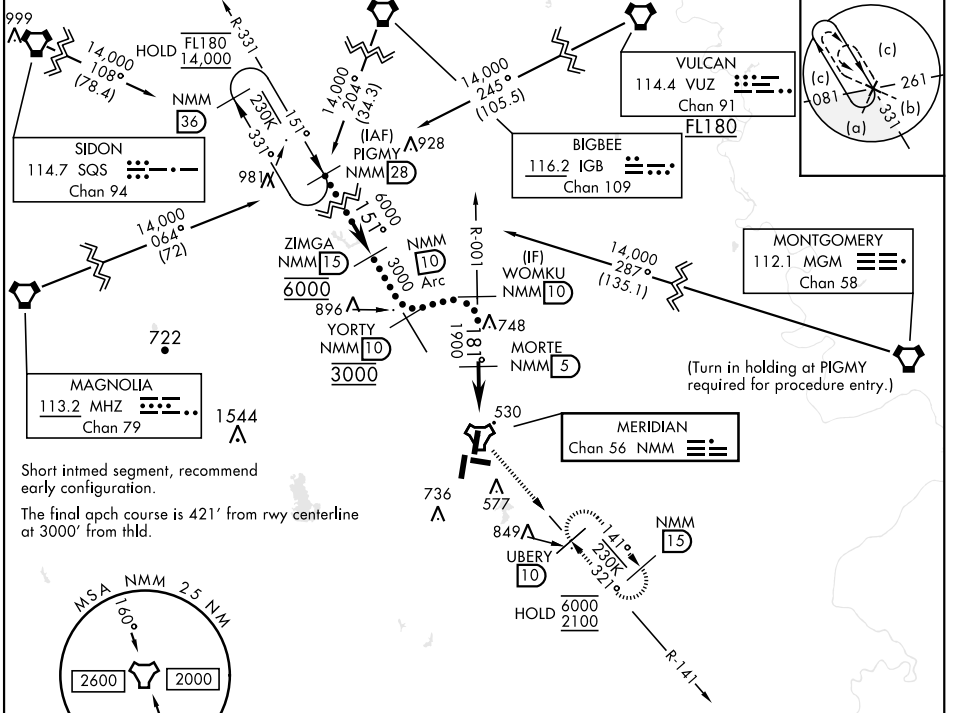 999
14,000
108°
(78.4)
HOLD FL180
14,000
R-331
NMM
36
230K
151°
331°
14,000
204°
(34.3)
(IAF)
PIGMY
NMM 28
928
981
14,000
245°
(105.5)
VULCAN
114.4 VUZ
Chan 91
FL180
(c)
(c)
261
081
(b)
(a)
331
SIDON
114.7 SQS
Chan 94
BIGBEE
116.2 IGB
Chan 109
14,000
064°
(72)
6000
151°
ZIMGA
NMM 15
6000
3000
NMM
10
Arc
R-001
(IF)
WOMKU
NMM 10
14,000
287°
(135.1)
MONTGOMERY
112.1 MGM
Chan 58
896
YORTY
NMM 10
3000
748
181°
1900
MORTE
NMM 5
722
(Turn in holding at PIGMY
required for procedure entry.)
MAGNOLIA
113.2 MHZ
Chan 79
1544
530
MERIDIAN
Chan 56 NMM
Short intmed segment, recommend
early configuration.
The final apch course is 421' from rwy centerline
at 3000' from thld.
736
577
849
UBERY
10
141°
230K
321°
NMM
15
HOLD 6000
2100
R-141
MSA NMM 25 NM
160°
2600
2000